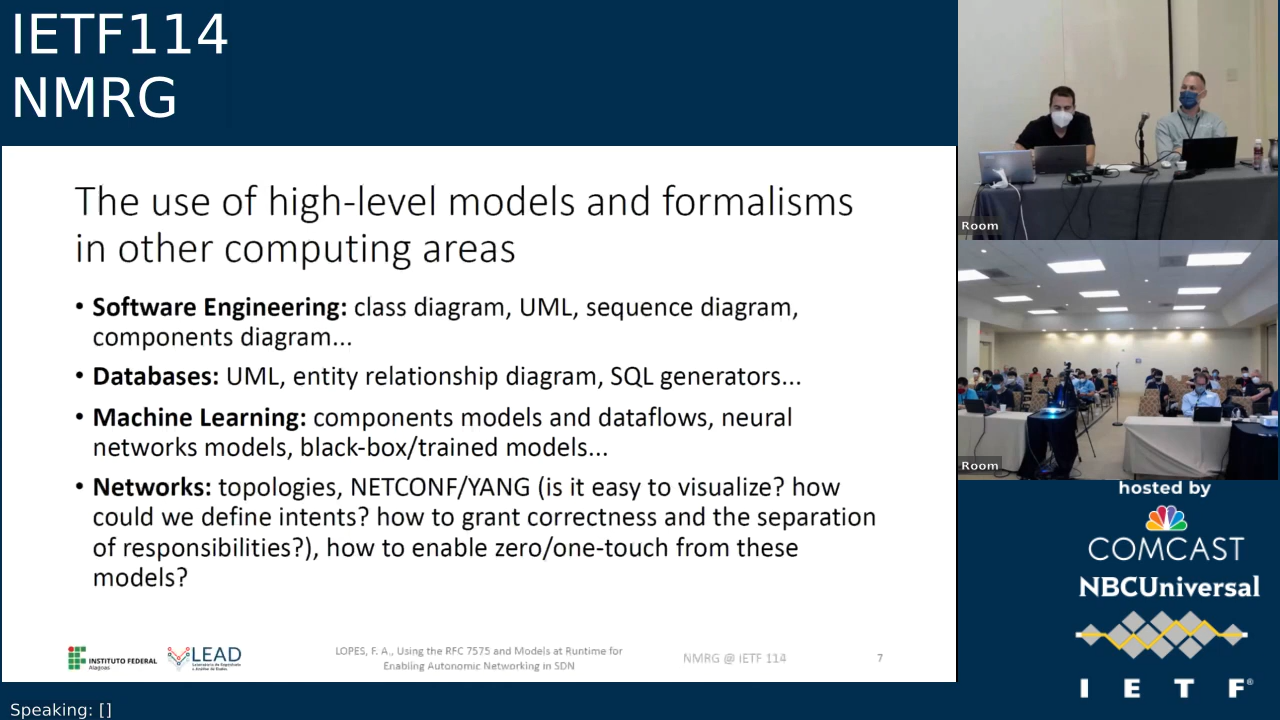 IETF114
NMRG
The use of high-level models and formalisms
in other computing areas
• Software Engineering: class diagram, UML, sequence diagram,
components diagram...
• Databases: UML, entity relationship diagram, SQL generators...
• Machine Learning: components models and dataflows, neural
networks models, black-box/trained models...
• Networks: topologies, NETCONF/YANG (is it easy to visualize? how
could we define intents? how to grant correctness and the separation
of responsibilities?), how to enable zero/one-touch from these
models?
INSTITUTO FEDERAL
Alagoas
LEAD
LOPES, F. A., Using the RFC 7575 and Models at Runtime for
Enabling Autonomic Networking in SDN
NMRG @ IETF 114
7
Room
Room
hosted by
COMCAST
NBCUniversal
I E T F®
Speaking: []